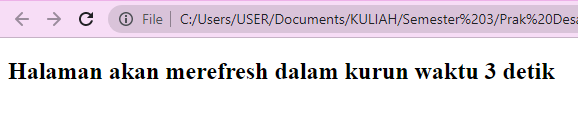 File | C:/Users/USER/Documents/KULIAH/Semester%203/Prak%20Desa
Halaman akan merefresh dalam kurun waktu 3 detik